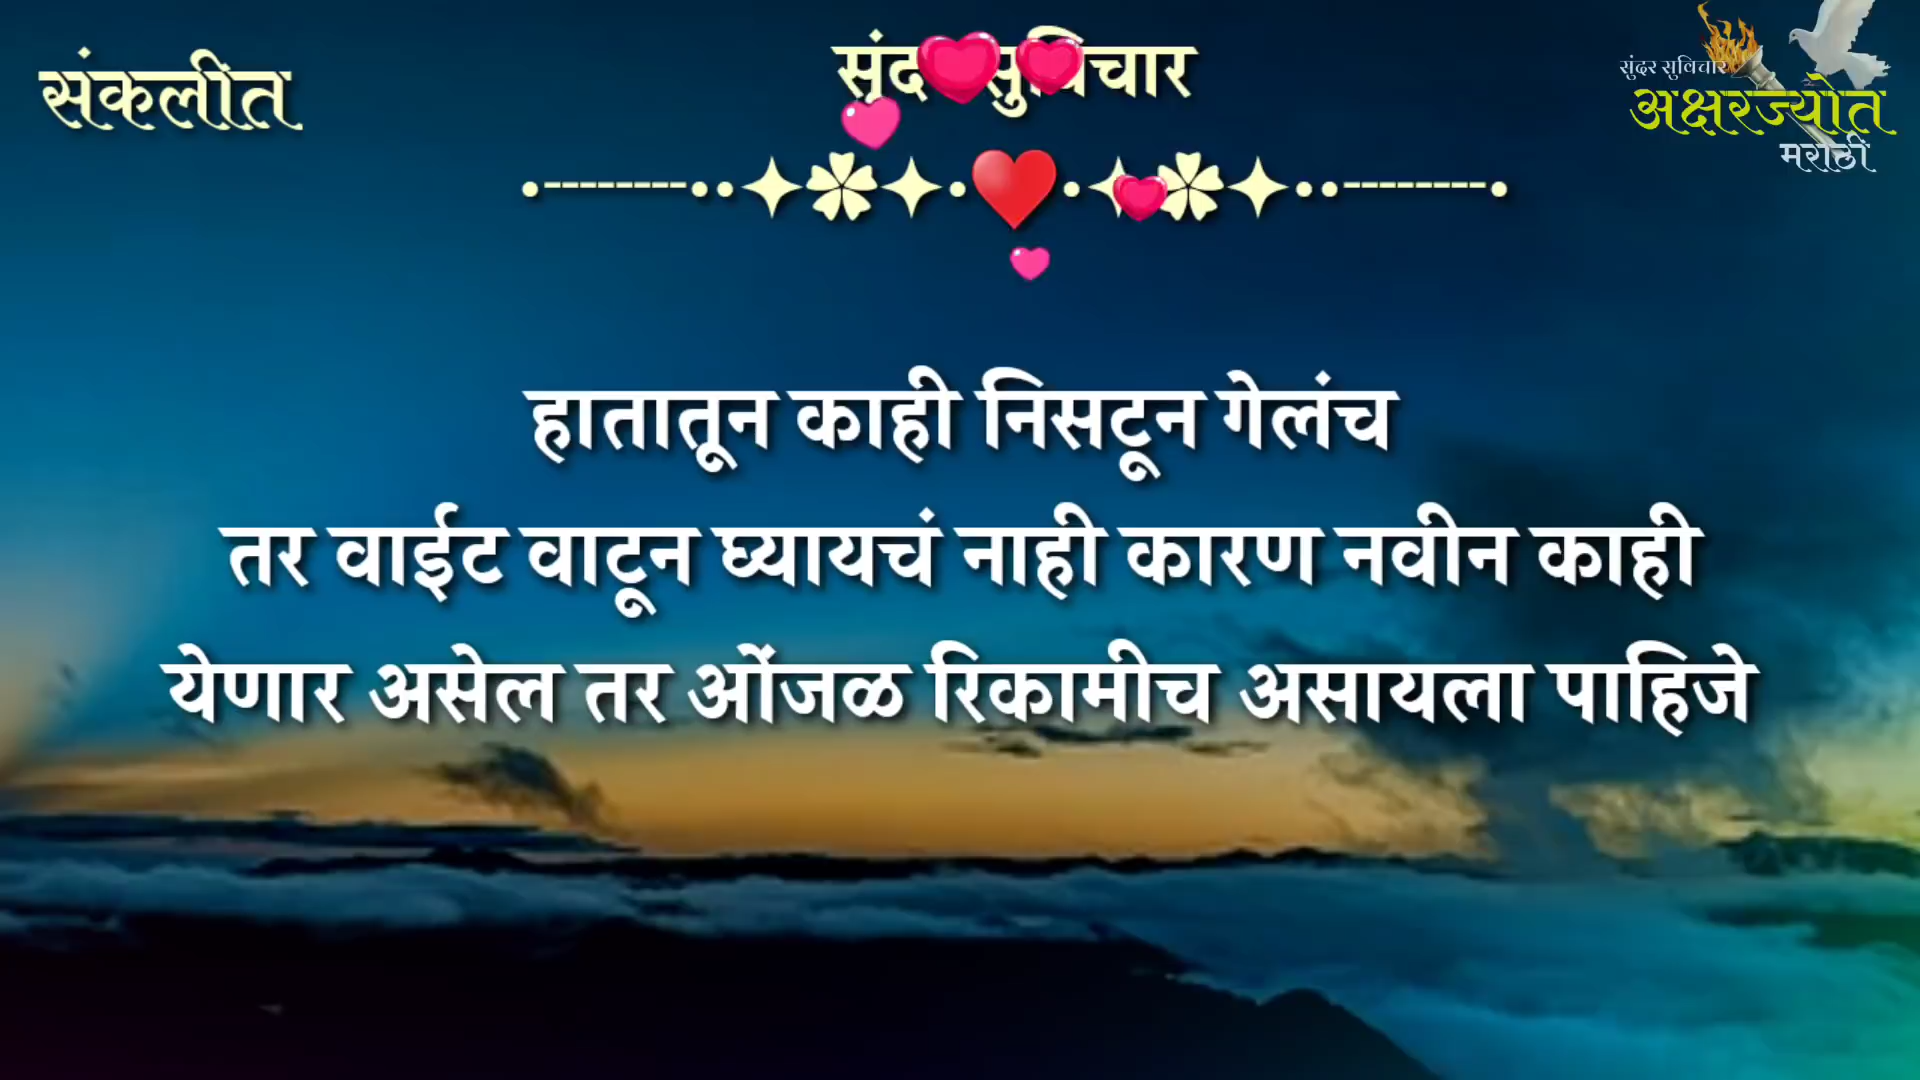 संकलीत
सुंदर सुविचार
सुंदर सुविचार
अक्षरज्योत
मराठी
हातातून काही निसटून गेलंच
तर वाईट वाटून घ्यायचं नाही कारण नवीन काही
येणार असेल तर ओंजळ रिकामीच असायला पाहिजे